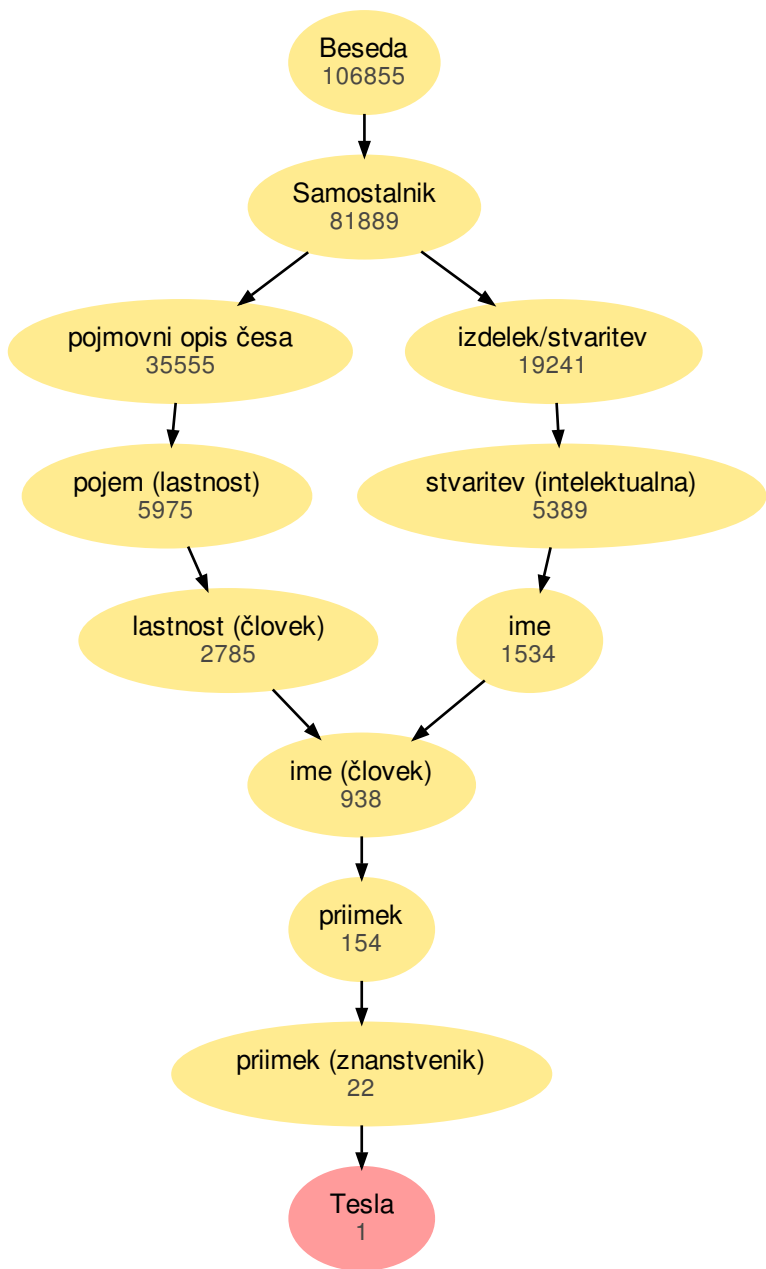 Beseda
106855
Samostalnik
81889
pojmovni opis česa
35555
izdelek/stvaritev
19241
pojem (lastnost)
5975
stvaritev (intelektualna)
5389
lastnost (človek)
2785
ime
1534
ime (človek)
938
priimek
154
priimek (znanstvenik)
22
Tesla
1